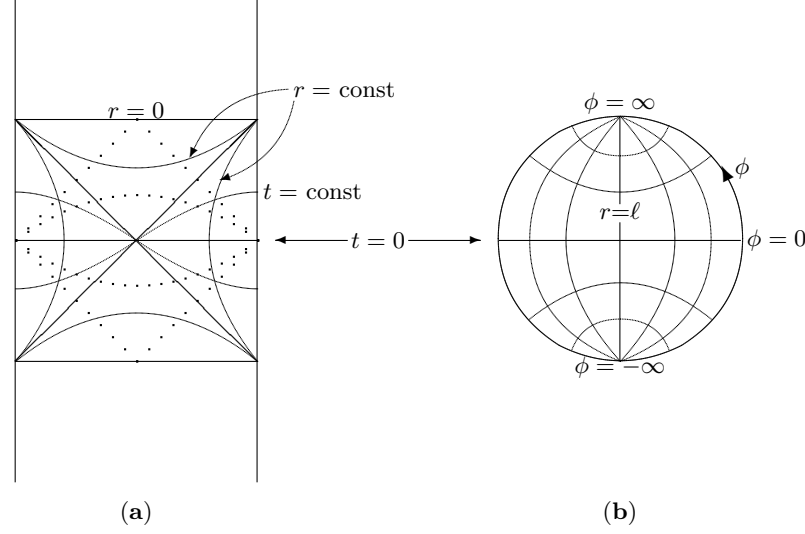 r = 0
r = const
t = const
t = 0
(a)
ϕ = ∞
ϕ
r=ℓ
ϕ = 0
ϕ = −∞
(b)